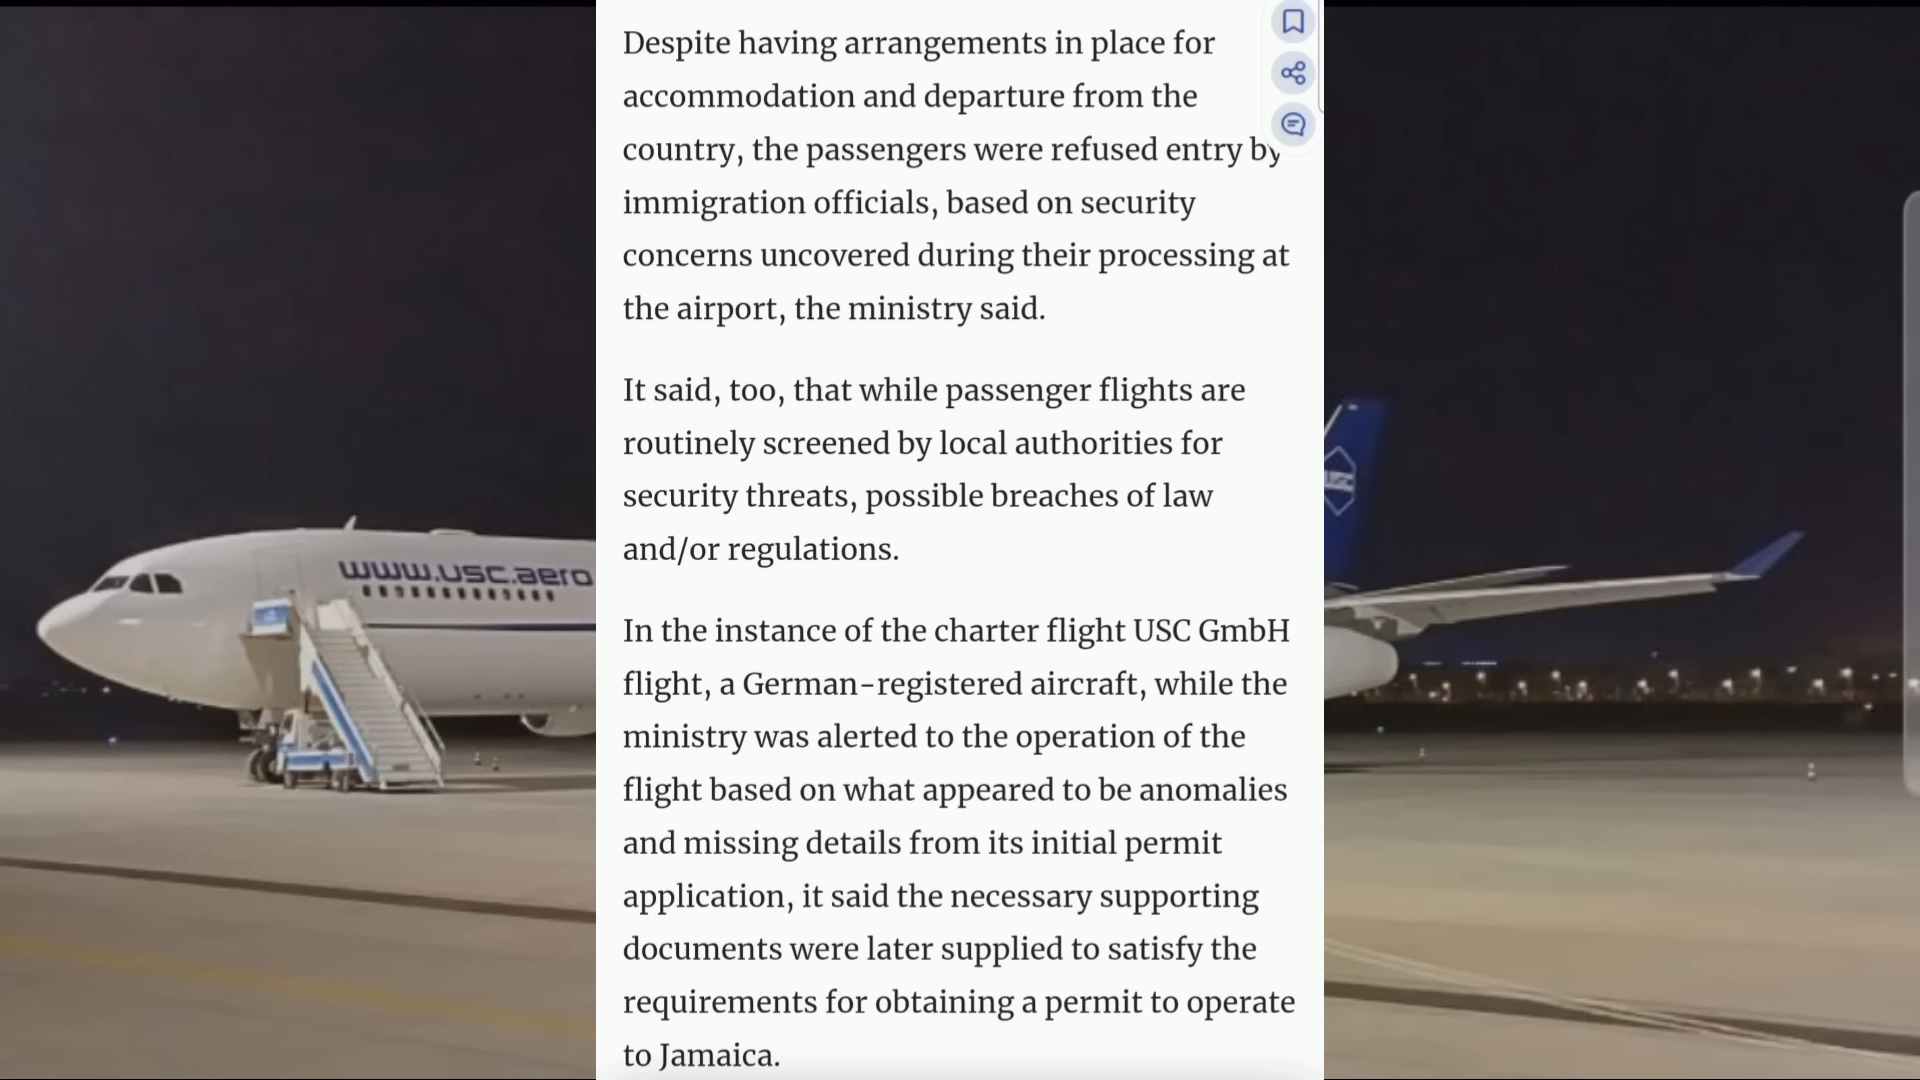 Despite having arrangements in place for
accommodation and departure from the
country, the passengers were refused entry by
immigration officials, based on security
concerns uncovered during their processing at
the airport, the ministry said.
It said, too, that while passenger flights are
routinely screened by local authorities for
security threats, possible breaches of law
and/or regulations.
In the instance of the charter flight USC GmbH
flight, a German-registered aircraft, while the
ministry was alerted to the operation of the
flight based on what appeared to be anomalies
and missing details from its initial permit
application, it said the necessary supporting
documents were later supplied to satisfy the
requirements for obtaining a permit to operate
to Jamaica.
www.usc.aero
USC